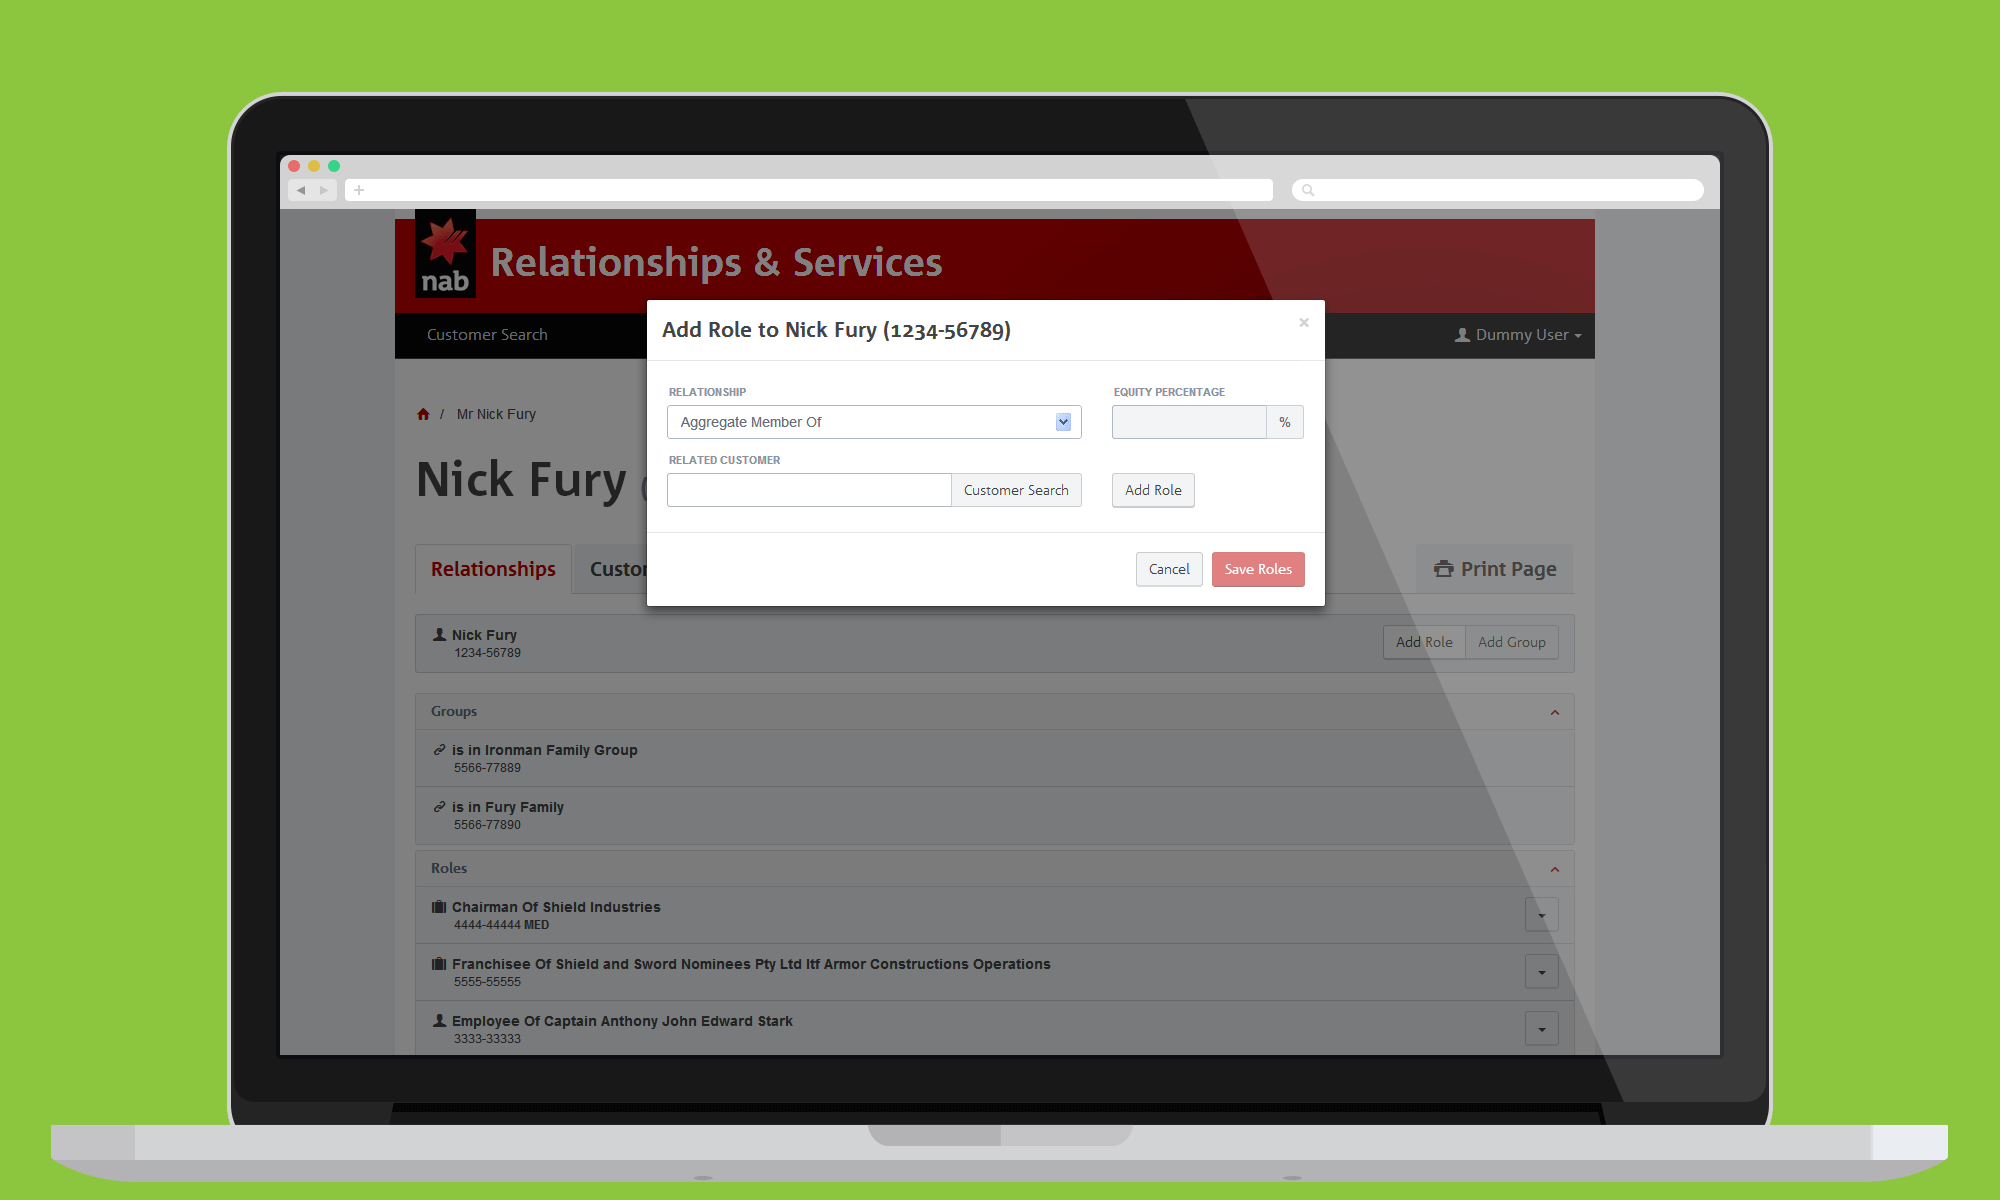 nab
Relationships & Services
Customer Search
Dummy User
Add Role to Nick Fury (1234-56789)
×
RELATIONSHIP
EQUITY PERCENTAGE
Aggregate Member Of
%
RELATED CUSTOMER
Customer Search
Add Role
Cancel
Save Roles
/ Mr Nick Fury
Nick Fury (
Relationships
Custo
Print Page
Nick Fury
1234-56789
Add Role
Add Group
Groups
is in Ironman Family Group
5566-77889
is in Fury Family
5566-77890
Roles
Chairman Of Shield Industries
4444-44444 MED
Franchisee Of Shield and Sword Nominees Pty Ltd Itf Armor Constructions Operations
5555-55555
Employee Of Captain Anthony John Edward Stark
3333-33333